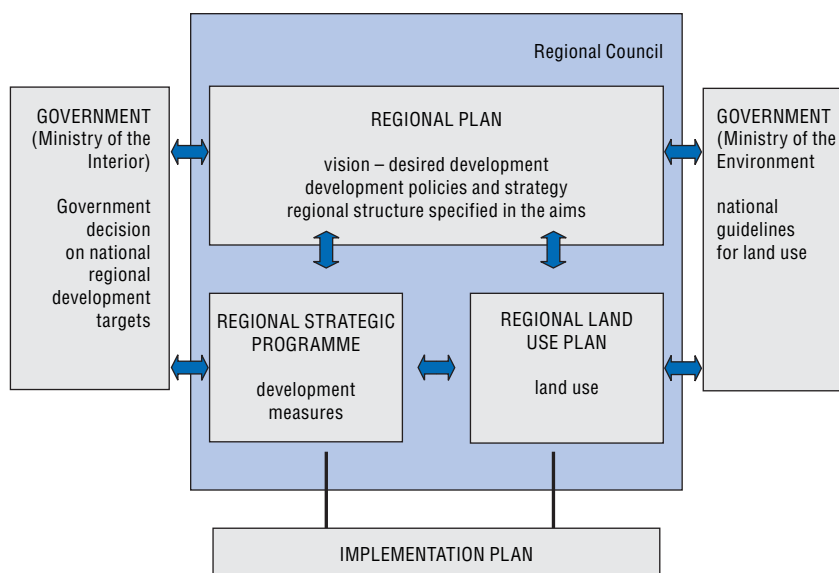 Regional Council
GOVERNMENT
(Ministry of the
Interior)
Government
decision
on national
regional
development
targets
REGIONAL PLAN
vision – desired development
development policies and strategy
regional structure specified in the aims
GOVERNMENT
(Ministry of the
Environment
national
guidelines
for land use
REGIONAL STRATEGIC
PROGRAMME
development
measures
REGIONAL LAND
USE PLAN
land use
IMPLEMENTATION PLAN